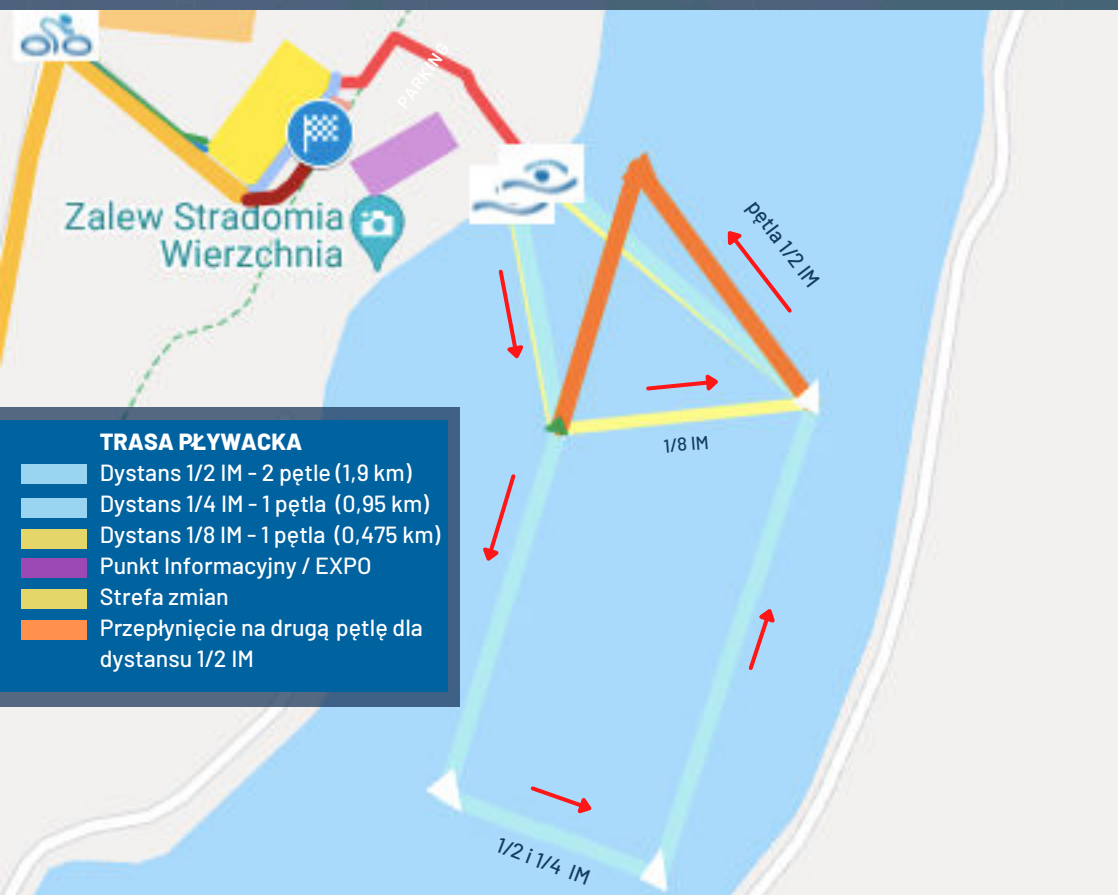 PARKING
Zalew Stradomia
Wierzchnia
pętla 1/2 IM
1/8 IM
TRASA PŁYWACKA
Dystans 1/2 IM - 2 pętle (1,9 km)
Dystans 1/4 IM - 1 pętla (0,95 km)
Dystans 1/8 IM - 1 pętla (0,475 km)
Punkt Informacyjny / EXPO
Strefa zmian
Przepłynięcie na drugą pętlę dla
dystansu 1/2 IM
1/2 i 1/4 IM